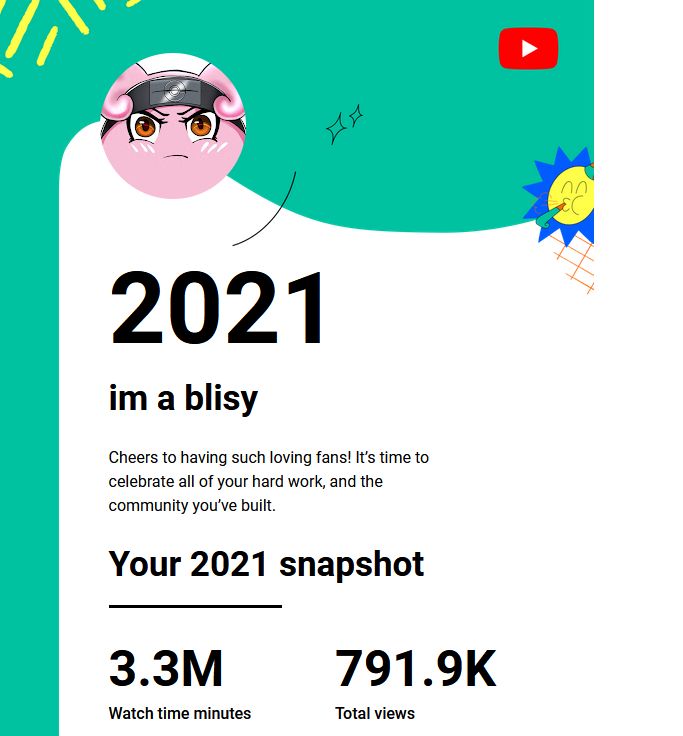 2021
im a blisy
Cheers to having such loving fans! It’s time to
celebrate all of your hard work, and the
community you’ve built.
Your 2021 snapshot
3.3M 791.9K
Watch time minutes Total views